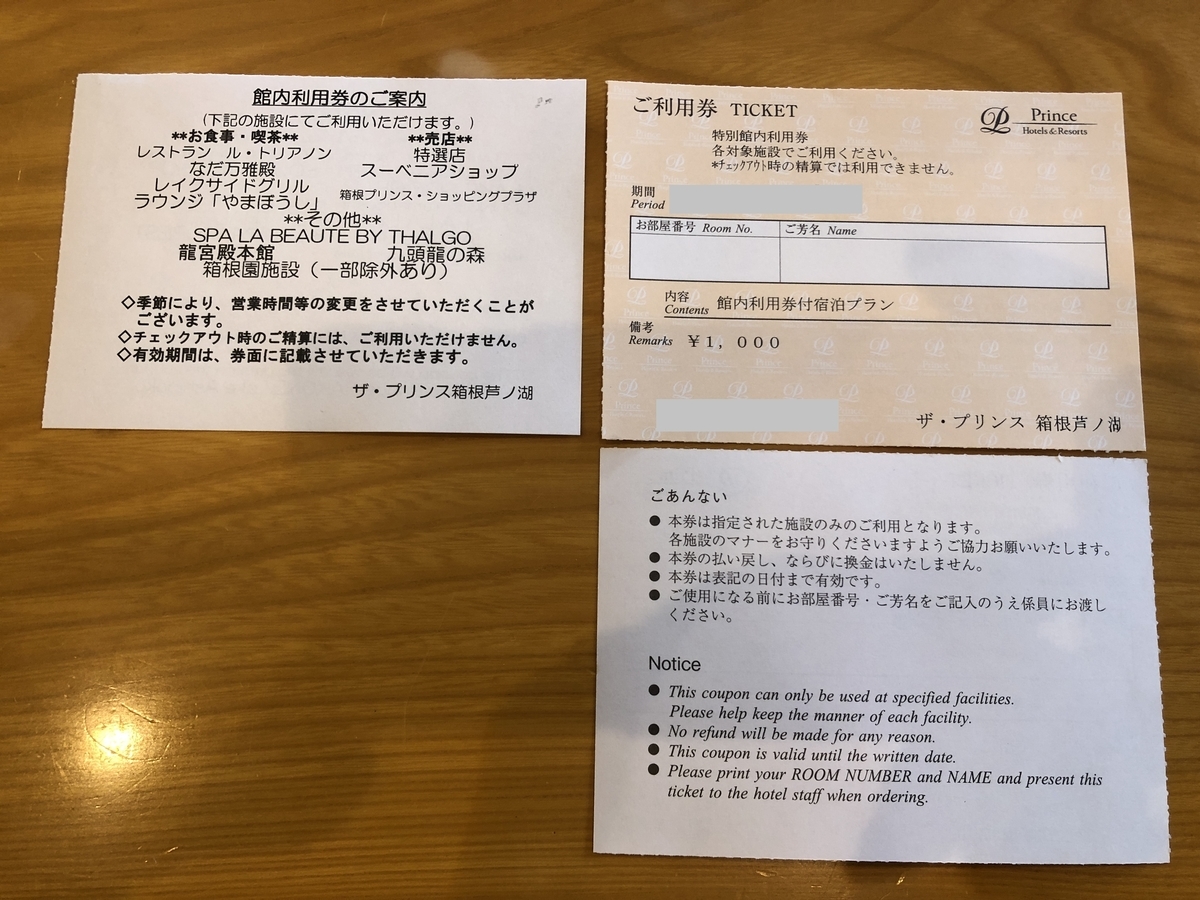 館内利用券のご案内
(下記の施設にてご利用いただけます。)
**お食事・喫茶** **売店**
レストラン ル・トリアノン 特選店
なだ万雅殿 スーベニアショップ
レイクサイドグリル
ラウンジ「やまぼうし」 箱根プリンス・ショッピングプラザ
**その他**
SPA LA BEAUTE BY THALGO
龍宮殿本館 九頭龍の森
箱根園施設(一部除外あり)
◇季節により、営業時間等の変更をさせていただくことが
ございます。
◇チェックアウト時のご精算には、ご利用いただけません。
◇有効期間は、券面に記載させていただきます。
ザ・プリンス箱根芦ノ湖
ご利用券 TICKET
Prince
Hotels & Resorts
特別館内利用券
各対象施設でご利用ください。
*チェックアウト時の精算では利用できません。
期間
Period
お部屋番号 Room No. ご芳名 Name
内容
Contents 館内利用券付宿泊プラン
備考
Remarks ¥1,000
ザ・プリンス 箱根芦ノ湖
ごあんない
● 本券は指定された施設のみのご利用となります。
各施設のマナーをお守りくださいますようご協力お願いいたします。
● 本券の払い戻し、ならびに換金はいたしません。
● 本券は表記の日付まで有効です。
● ご使用になる前にお部屋番号・ご芳名をご記入のうえ係員にお渡し
ください。
Notice
● This coupon can only be used at specified facilities.
Please help keep the manner of each facility.
● No refund will be made for any reason.
● This coupon is valid until the written date.
● Please print your ROOM NUMBER and NAME and present this
ticket to the hotel staff when ordering.